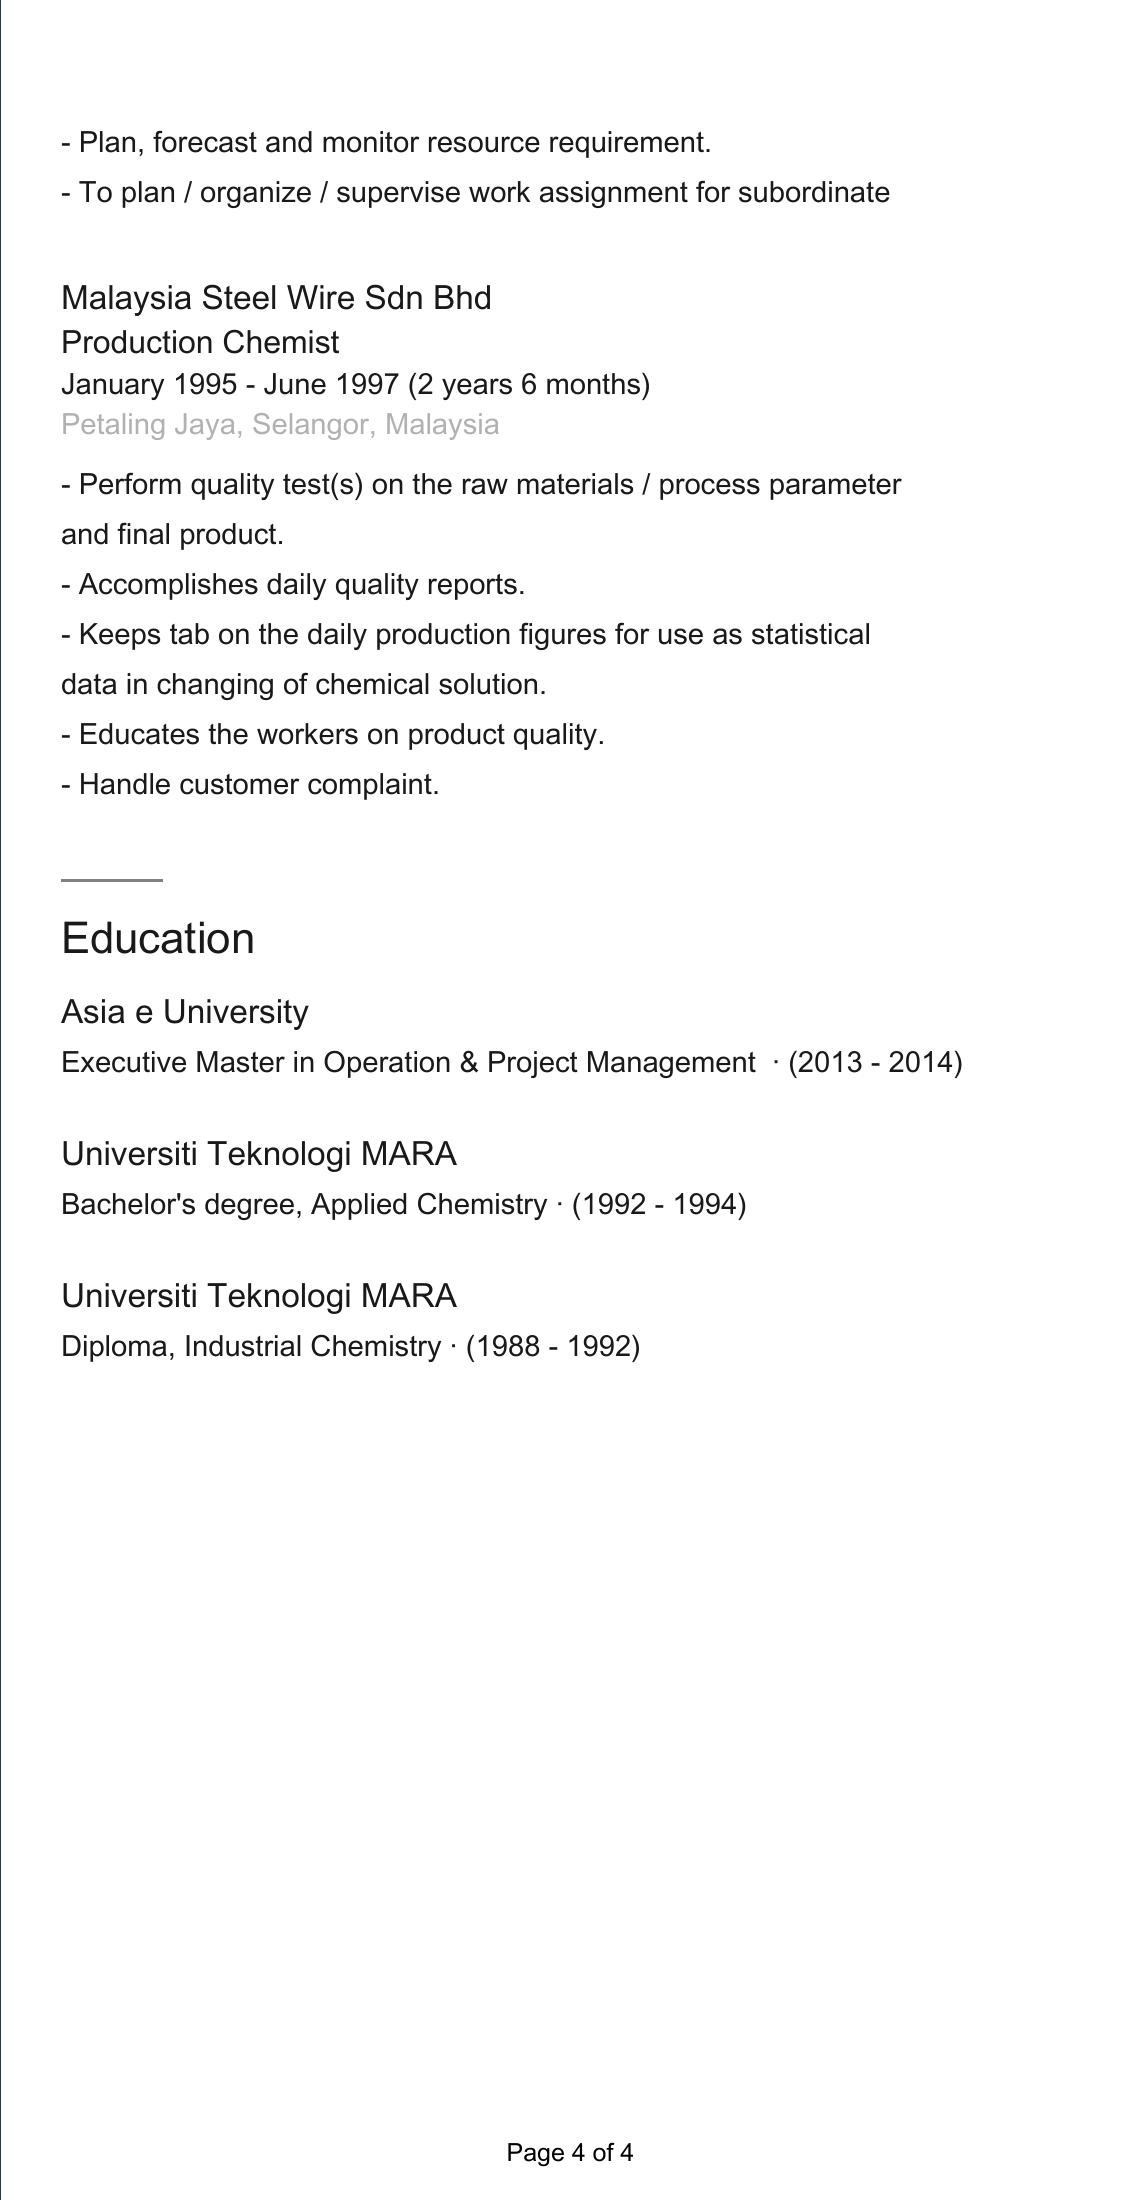 - Plan, forecast and monitor resource requirement.
- To plan / organize / supervise work assignment for subordinate
Malaysia Steel Wire Sdn Bhd
Production Chemist
January 1995 - June 1997 (2 years 6 months)
Petaling Jaya, Selangor, Malaysia
- Perform quality test(s) on the raw materials / process parameter
and final product.
- Accomplishes daily quality reports.
- Keeps tab on the daily production figures for use as statistical
data in changing of chemical solution.
- Educates the workers on product quality.
- Handle customer complaint.
Education
Asia e University
Executive Master in Operation & Project Management  · (2013 - 2014)
Universiti Teknologi MARA
Bachelor's degree, Applied Chemistry · (1992 - 1994)
Universiti Teknologi MARA
Diploma, Industrial Chemistry · (1988 - 1992)
Page 4 of 4